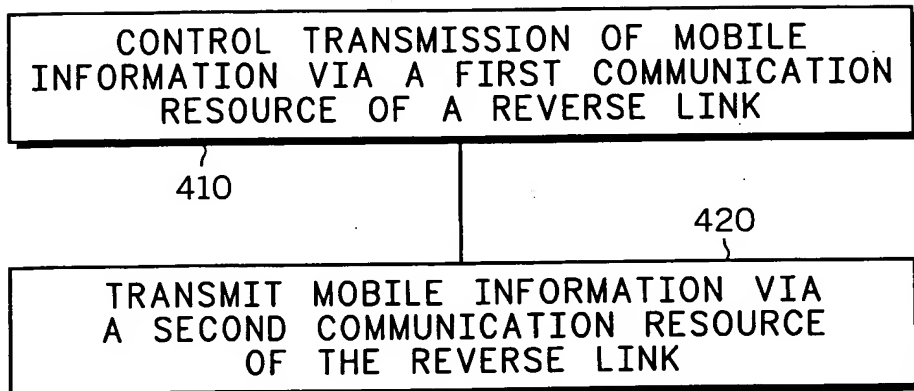 CONTROL TRANSMISSION OF MOBILE
INFORMATION VIA A FIRST COMMUNICATION
RESOURCE OF A REVERSE LINK
410
420
TRANSMIT MOBILE INFORMATION VIA
A SECOND COMMUNICATION RESOURCE
OF THE REVERSE LINK